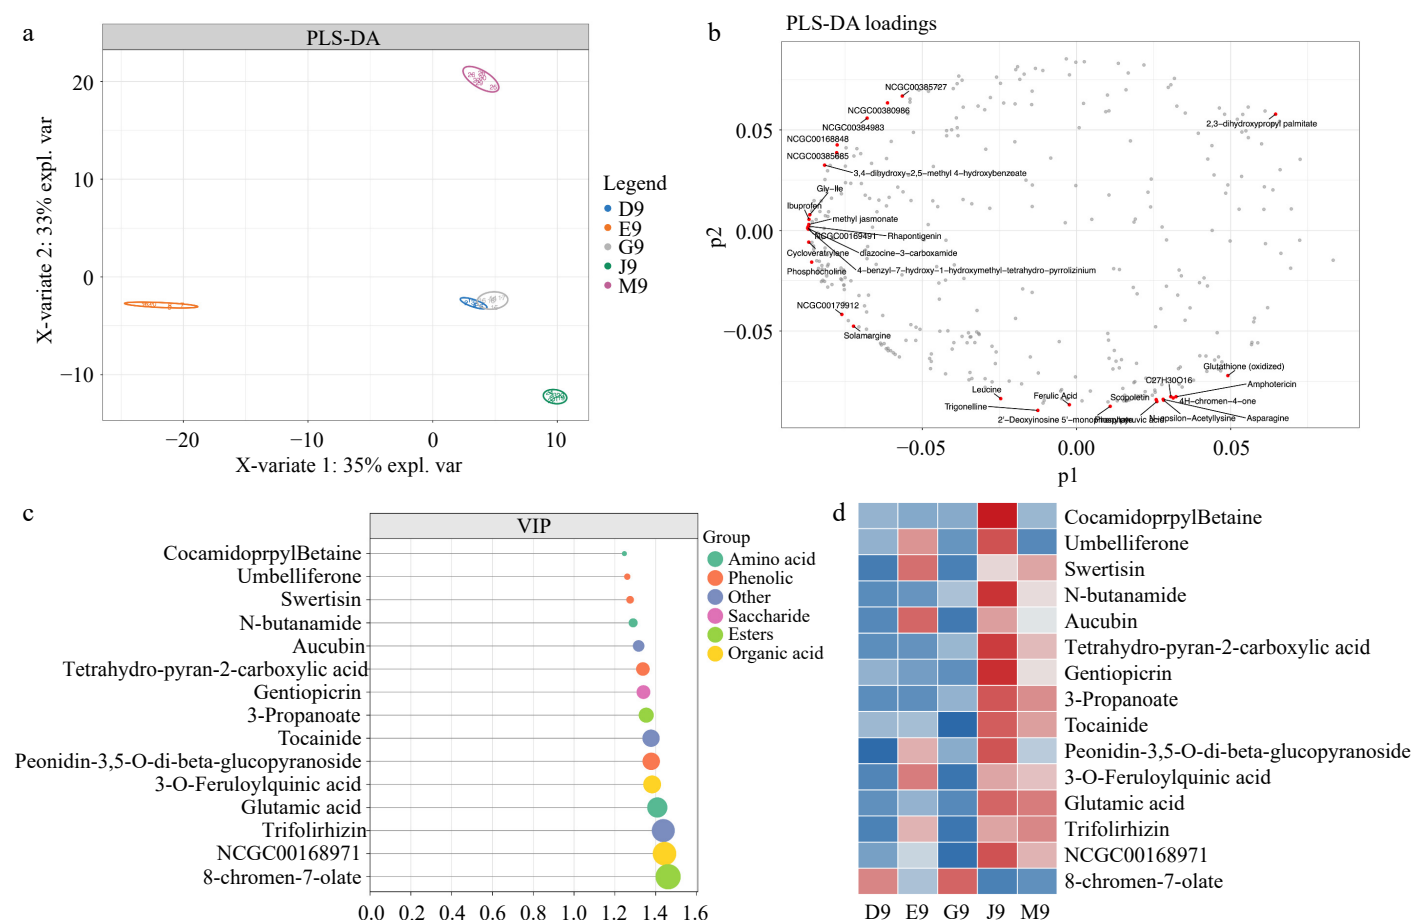 a
PLS-DA
20
10
0
−10
−20
−10
0
10
X-variate 2: 33% expl. var
X-variate 1: 35% expl. var
Legend
D9
E9
G9
J9
M9
b
PLS-DA loadings
NCGC00385727
NCGC00380986
NCGC00384983
NCGC00168848
NCGC00385685
3,4−dihydroxy−2,5−methyl 4−hydroxybenzoate
2,3−dihydroxypropyl palmitate
Gly−Ile
Ibuprofen
methyl jasmonate
NCGC00169491
Rhapontigenin
Cycloveratrylene
diazocine−3−carboxamide
Phosphocholine
4−benzyl−7−hydroxy−1−hydroxymethyl−tetrahydro−pyrrolizinium
NCGC00179912
Solamargine
Glutathione (oxidized)
Leucine
Ferulic Acid
C27H30O16
Amphotericin
Trigonelline
Scopoletin
4H−chromen−4−one
2'−Deoxyinosine 5'−monophosphate
N−epsilon−Acetyllysine
Asparagine
0.05
0.00
−0.05
−0.05
0.00
0.05
p2
p1
c
VIP
CocamidoprpylBetaine
Umbelliferone
Swertisin
N-butanamide
Aucubin
Tetrahydro-pyran-2-carboxylic acid
Gentiopicrin
3-Propanoate
Tocainide
Peonidin-3,5-O-di-beta-glucopyranoside
3-O-Feruloylquinic acid
Glutamic acid
Trifolirhizin
NCGC00168971
8-chromen-7-olate
0.0 0.2 0.4 0.6 0.8 1.0 1.2 1.4 1.6
Group
Amino acid
Phenolic
Other
Saccharide
Esters
Organic acid
d
CocamidoprpylBetaine
Umbelliferone
Swertisin
N-butanamide
Aucubin
Tetrahydro-pyran-2-carboxylic acid
Gentiopicrin
3-Propanoate
Tocainide
Peonidin-3,5-O-di-beta-glucopyranoside
3-O-Feruloylquinic acid
Glutamic acid
Trifolirhizin
NCGC00168971
8-chromen-7-olate
D9 E9 G9 J9 M9